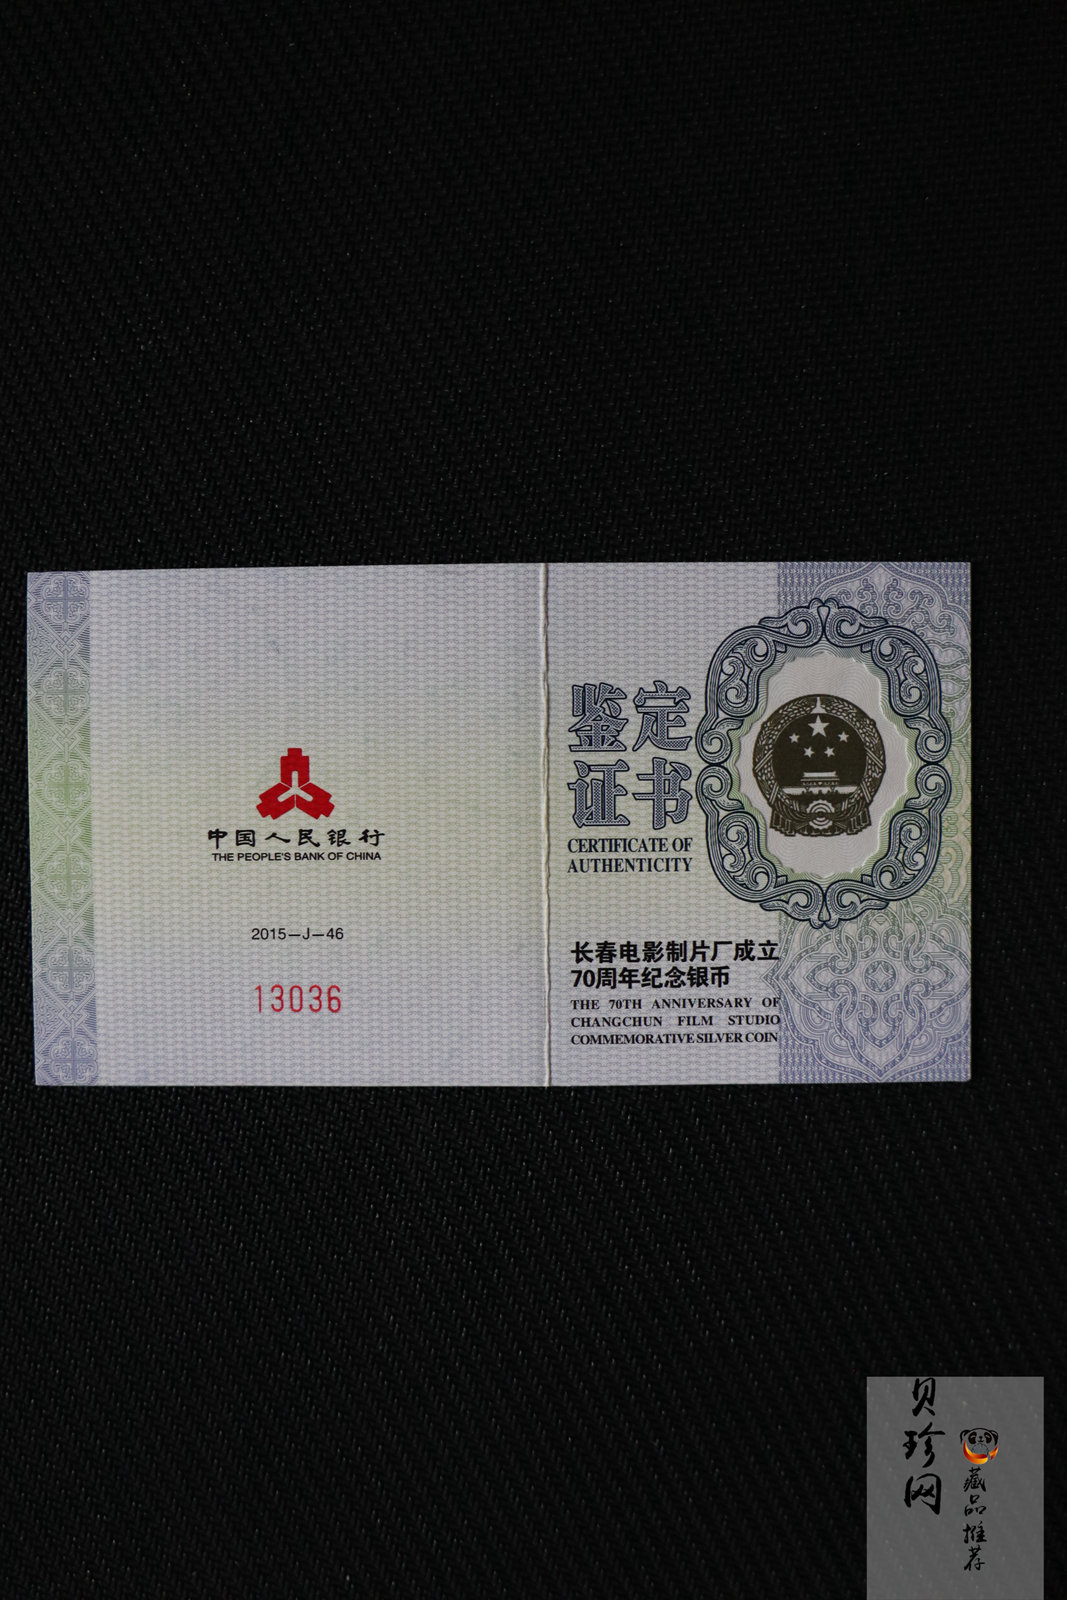 中国人民银行
THE PEOPLE'S BANK OF CHINA
2015—J—46
13036
鉴定
证书
CERTIFICATE OF
AUTHENTICITY
长春电影制片厂成立
70周年纪念银币
THE 70TH ANNIVERSARY OF
CHANGCHUN FILM STUDIO
COMMEMORATIVE SILVER COIN
贝珍网
藏品推荐